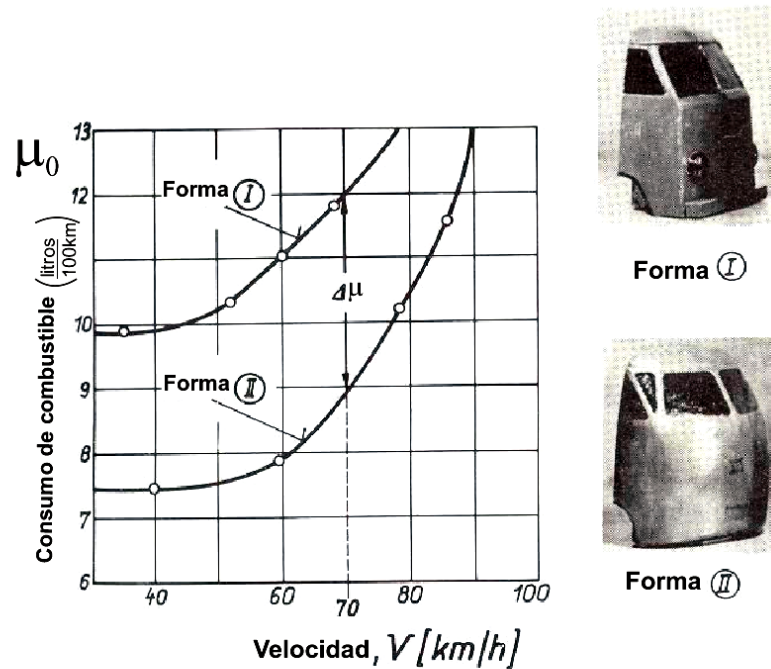 μ₀
Consumo de combustible (litros/100km)
13
12
10
9
8
7
6
40
60
70
80
100
Velocidad, V [km/h]
Forma Ⅰ
Δμ
Forma Ⅱ
Forma Ⅰ
Forma Ⅱ